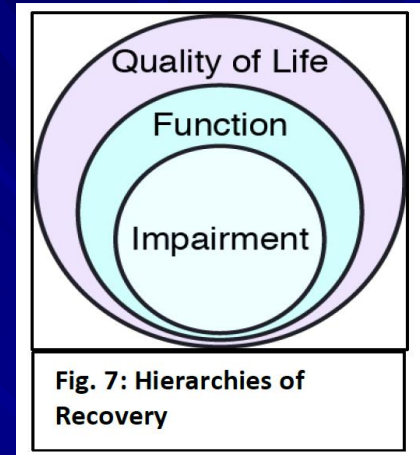 Quality of Life
Function
Impairment
Fig. 7: Hierarchies of
Recovery